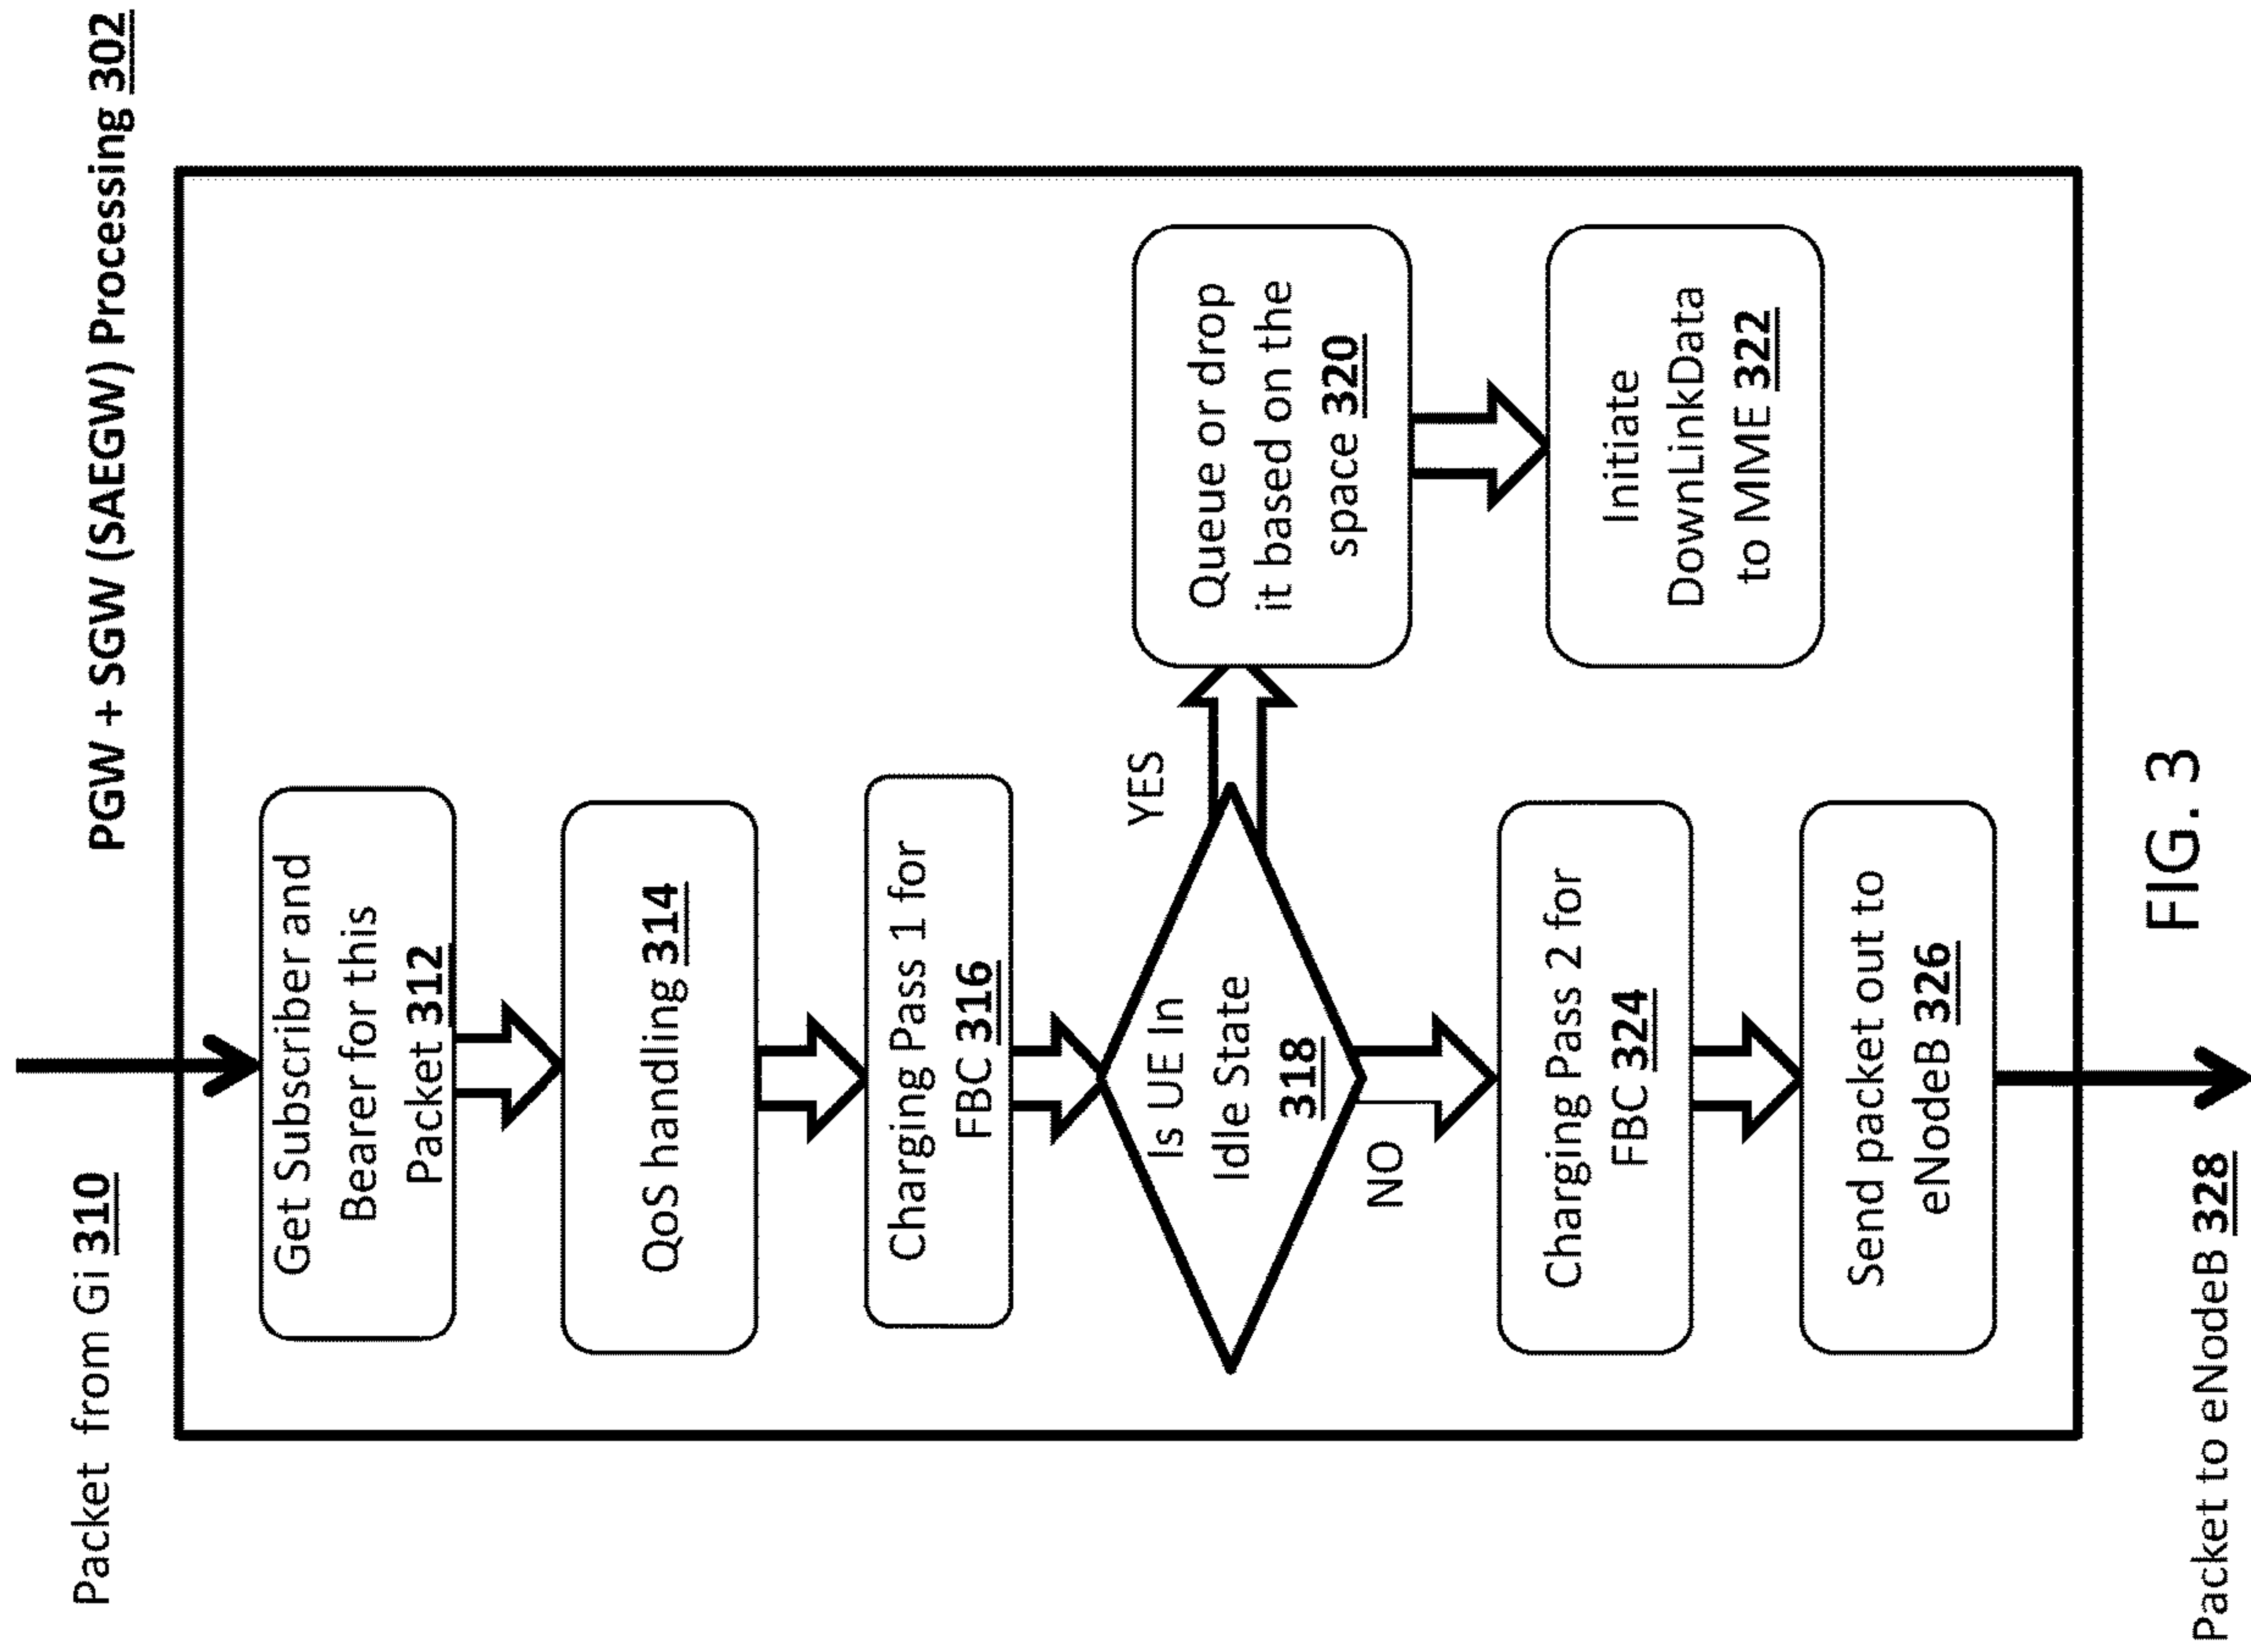 PGW + SGW (SAEGW) Processing 302
Packet from Gi 310
Get Subscriber and
Bearer for this
Packet 312
QoS handling 314
Charging Pass 1 for
FBC 316
Is UE In
Idle State
318
YES
Queue or drop
it based on the
space 320
Initiate
DownLinkData
to MME 322
NO
Charging Pass 2 for
FBC 324
Send packet out to
eNodeB 326
Packet to eNodeB 328
FIG. 3